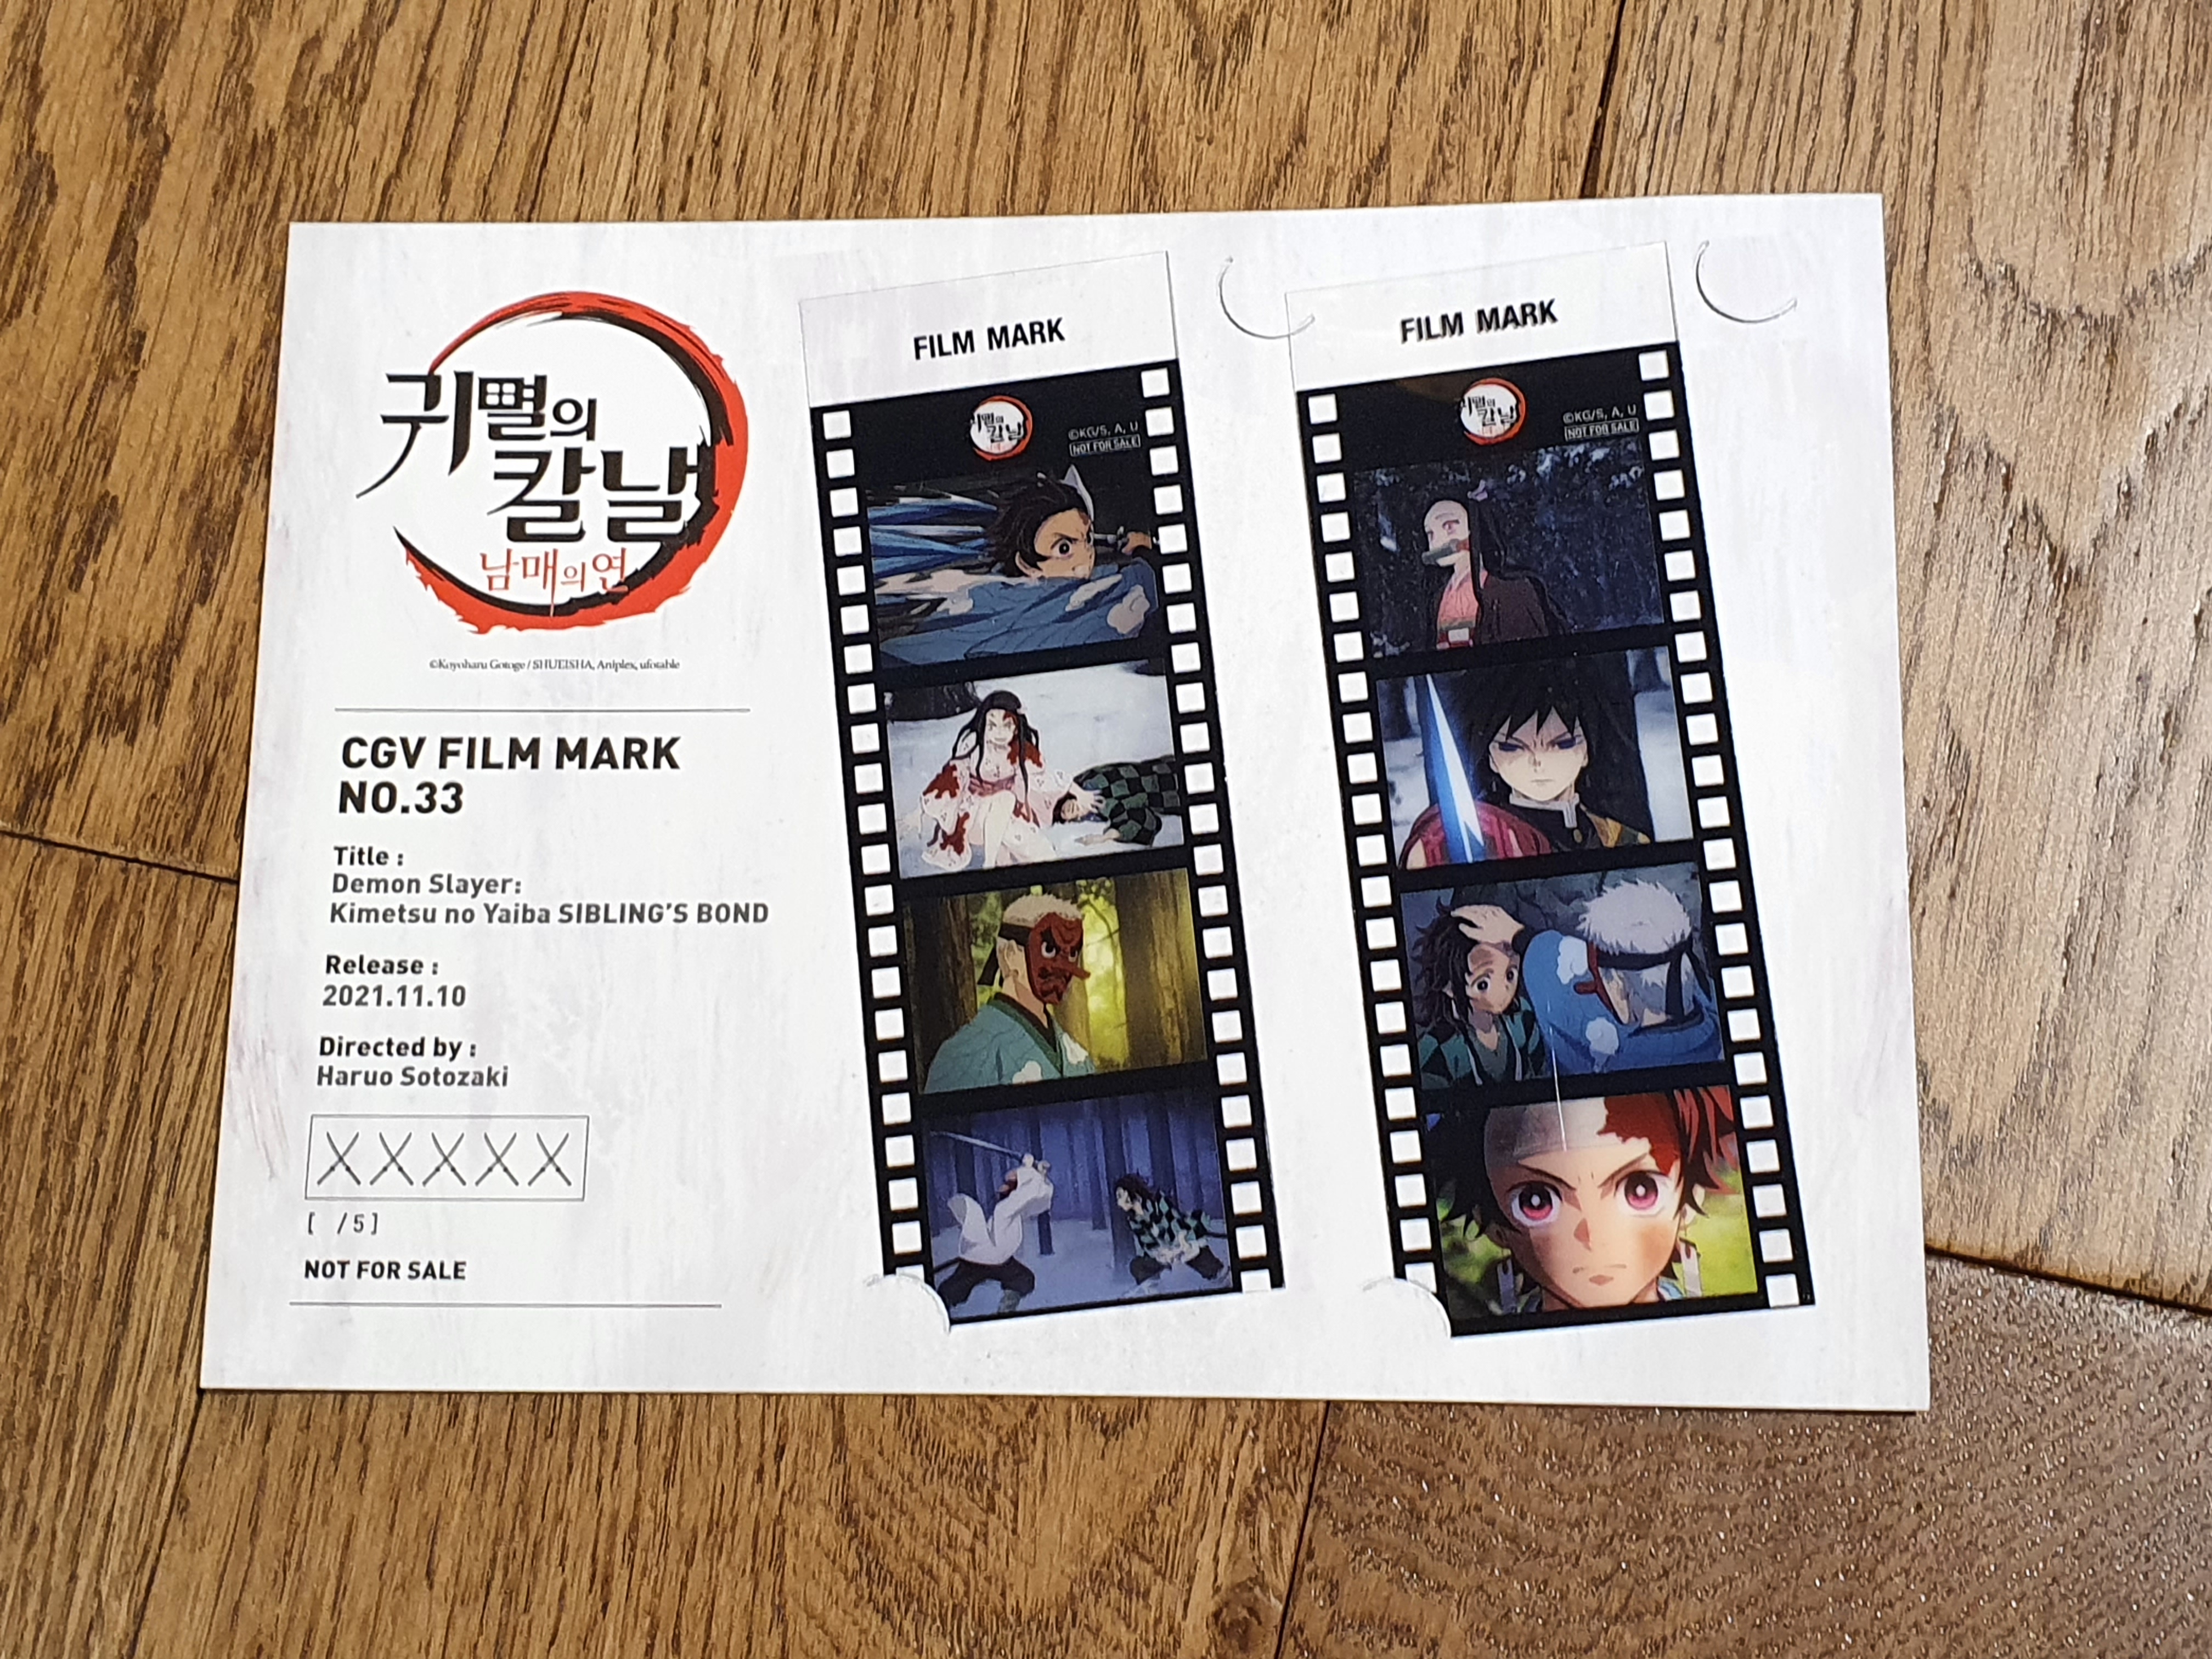 귀멸의
칼날
남매의 연
©Koyoharu Gotoge / SHUEISHA, Aniplex, ufotable
CGV FILM MARK
NO.33
Title :
Demon Slayer:
Kimetsu no Yaiba SIBLING'S BOND
Release :
2021.11.10
Directed by :
Haruo Sotozaki
[ /5]
NOT FOR SALE
FILM MARK
귀멸의
칼날
©KG/S, A, U
NOT FOR SALE
FILM MARK
귀멸의
칼날
©KG/S, A, U
NOT FOR SALE